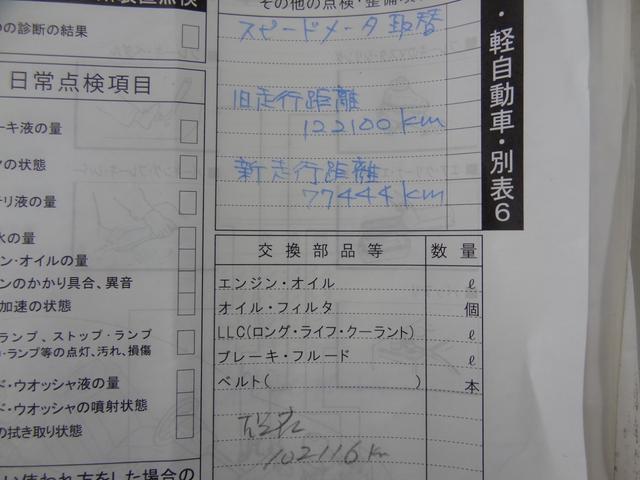 その他の点検・整備項
の診断の結果
スピードメータ取替
旧走行距離
122100km
新走行距離
77444km
軽自動車・別表6
日常点検項目
ーキ液の量
の状態
リ液の量
水の量
ン・オイルの量
ンのかかり具合、異音
加速の状態
ランプ、ストップ・ランプ
・ランプ等の点灯、汚れ、損傷
ド・ウオッシャ液の量
ド・ウオッシャの噴射状態
の拭き取り状態
い使われ方をした場合の
交換部品等 数量
エンジン・オイル ℓ
オイル・フィルタ 個
LLC(ロング・ライフ・クーラント) ℓ
ブレーキ・フルード ℓ
ベルト( ) 本
102116km